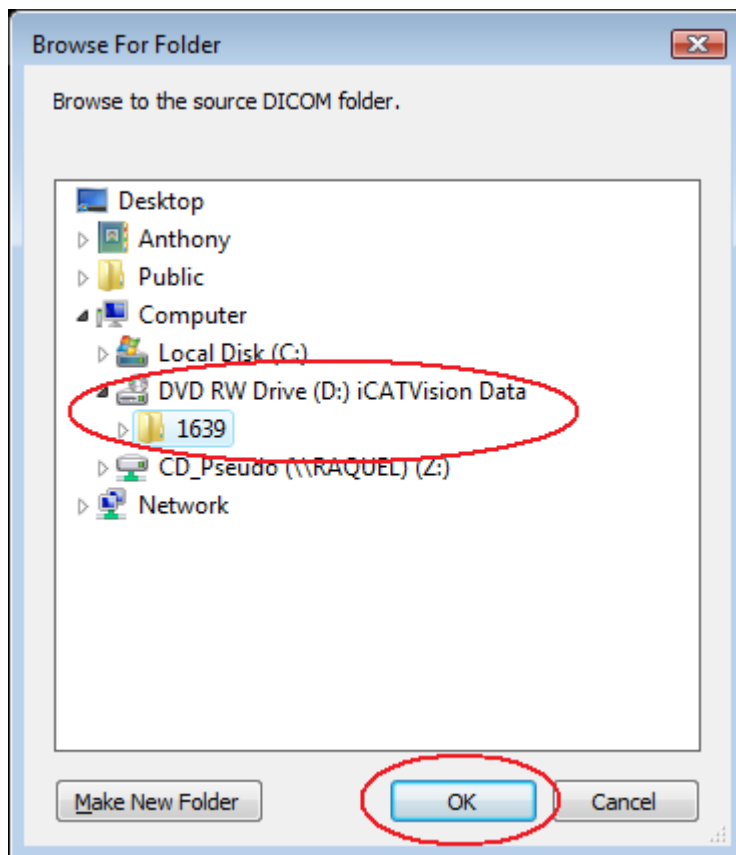 Browse For Folder
Browse to the source DICOM folder.
Desktop
Anthony
Public
Computer
Local Disk (C:)
DVD RW Drive (D:) iCATVision Data
1639
CD_Pseudo (\\RAQUEL) (Z:)
Network
Make New Folder
OK
Cancel